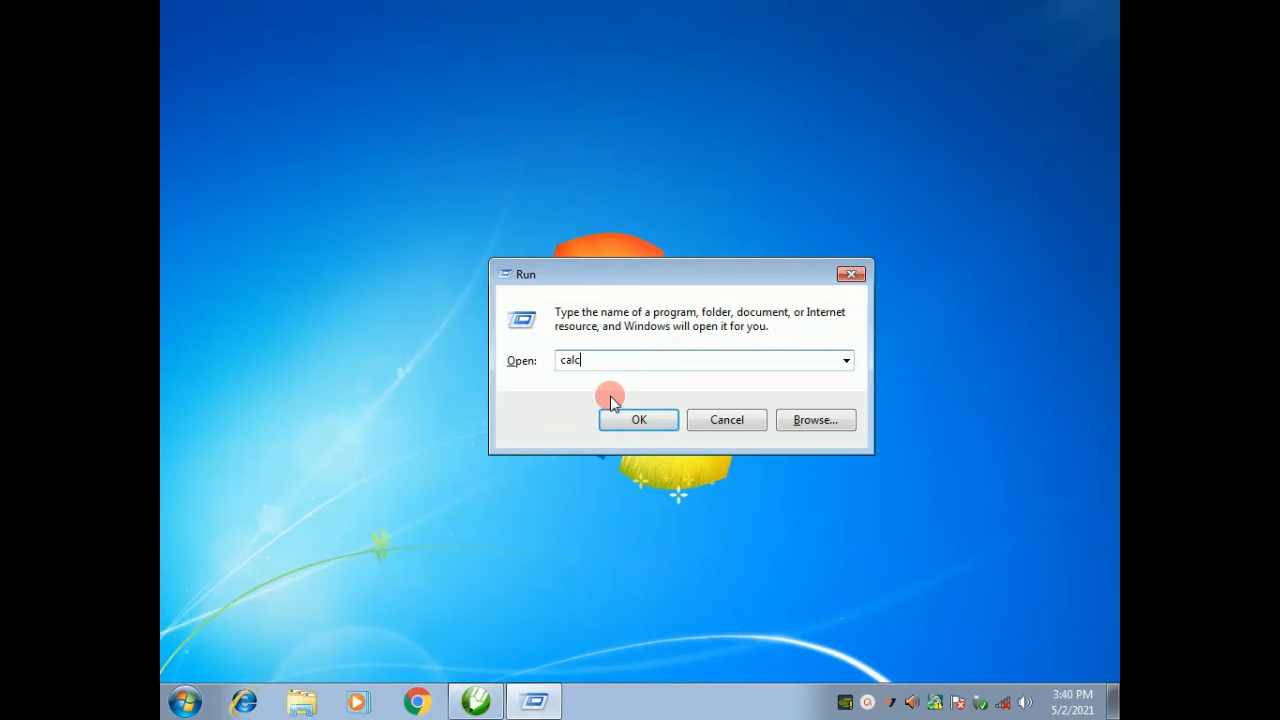 Run
Type the name of a program, folder, document, or Internet
resource, and Windows will open it for you.
Open:
calc
OK
Cancel
Browse...
3:40 PM
5/2/2021